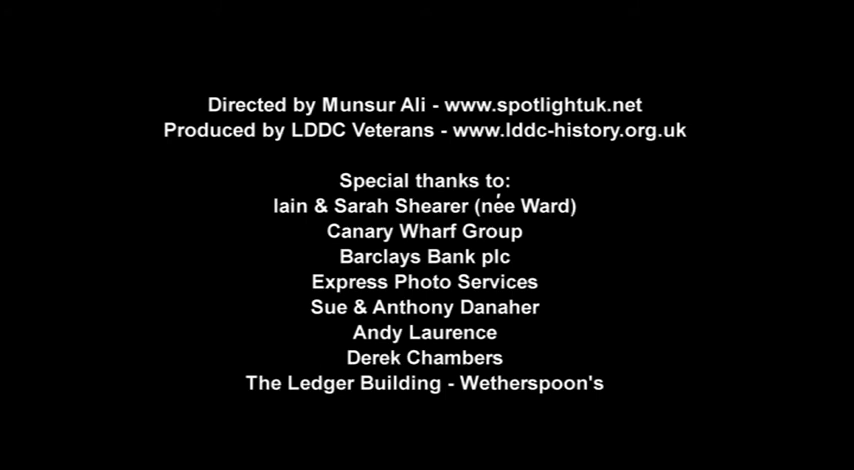 Directed by Munsur Ali - www.spotlightuk.net
Produced by LDDC Veterans - www.lddc-history.org.uk
Special thanks to:
Iain & Sarah Shearer (née Ward)
Canary Wharf Group
Barclays Bank plc
Express Photo Services
Sue & Anthony Danaher
Andy Laurence
Derek Chambers
The Ledger Building - Wetherspoon's